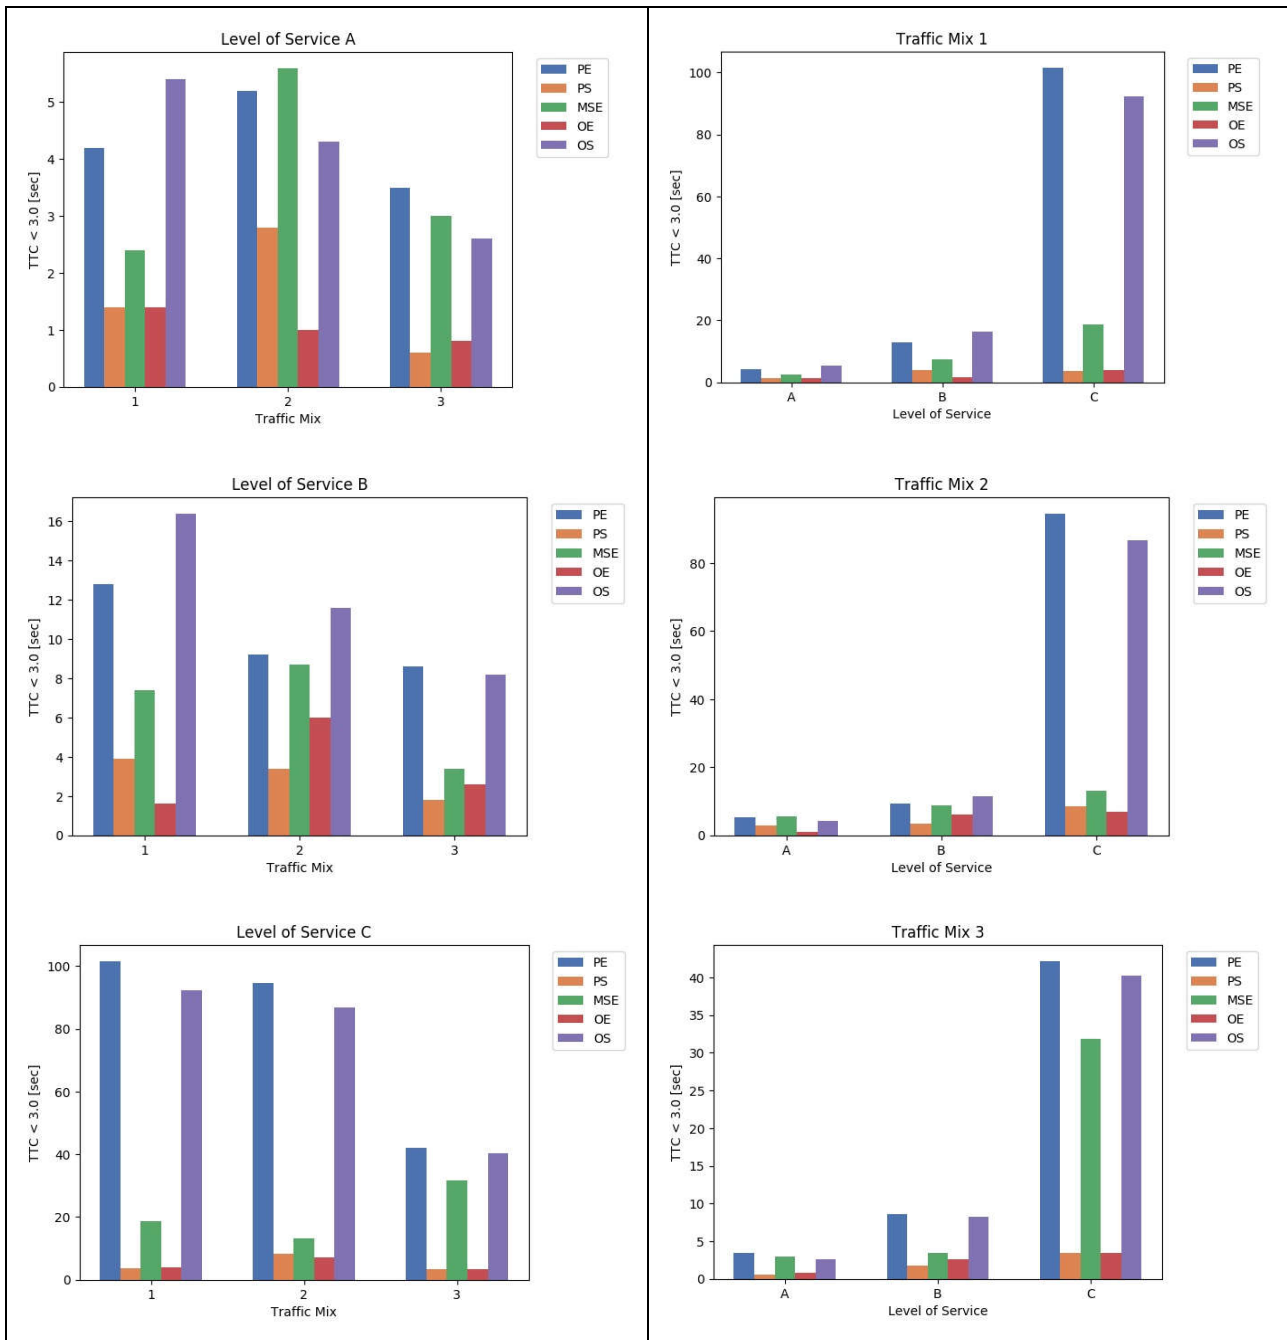 Level of Service A
TTC < 3.0 [sec]
5
4
3
2
1
0
1 2 3
Traffic Mix
PE
PS
MSE
OE
OS
Traffic Mix 1
TTC < 3.0 [sec]
100
80
60
40
20
0
A B C
Level of Service
PE
PS
MSE
OE
OS
Level of Service B
TTC < 3.0 [sec]
16
14
12
10
8
6
4
2
0
1 2 3
Traffic Mix
PE
PS
MSE
OE
OS
Traffic Mix 2
TTC < 3.0 [sec]
80
60
40
20
0
A B C
Level of Service
PE
PS
MSE
OE
OS
Level of Service C
TTC < 3.0 [sec]
100
80
60
40
20
0
1 2 3
Traffic Mix
PE
PS
MSE
OE
OS
Traffic Mix 3
TTC < 3.0 [sec]
40
35
30
25
20
15
10
5
0
A B C
Level of Service
PE
PS
MSE
OE
OS